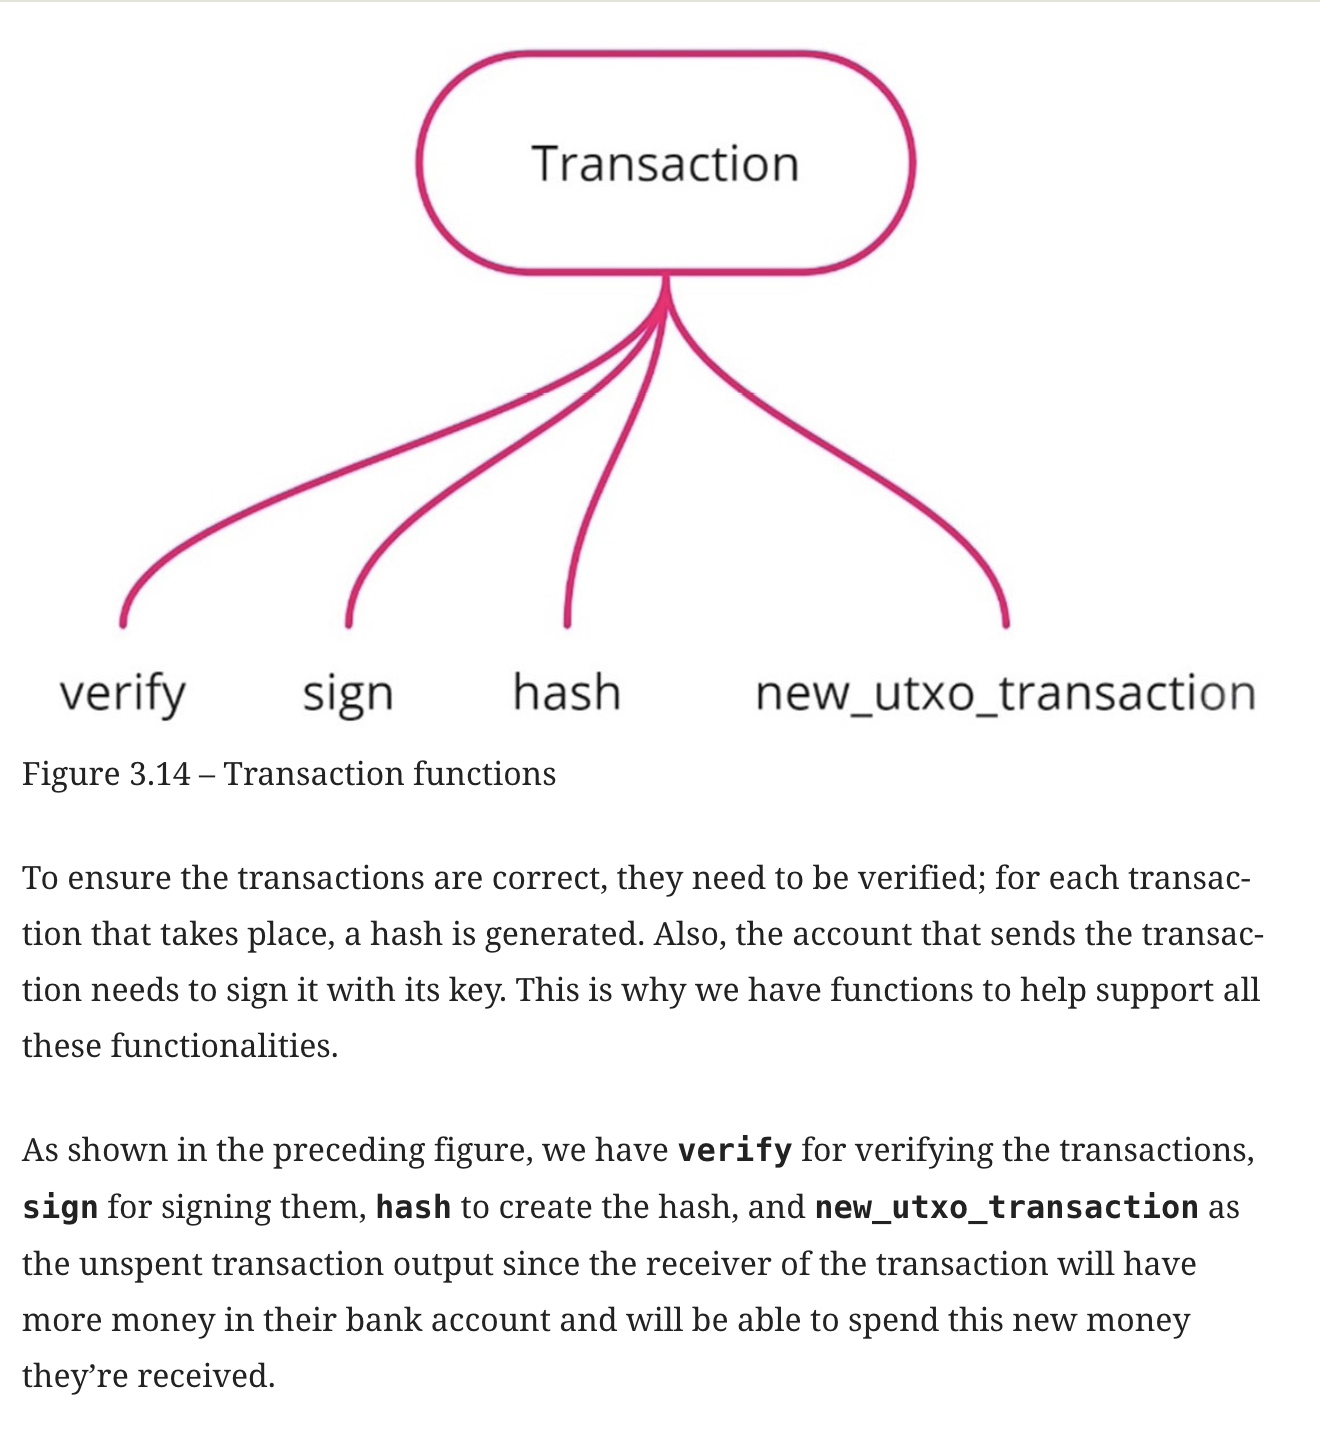 Transaction
verify sign hash new_utxo_transaction
Figure 3.14 – Transaction functions
To ensure the transactions are correct, they need to be verified; for each transac-
tion that takes place, a hash is generated. Also, the account that sends the transac-
tion needs to sign it with its key. This is why we have functions to help support all
these functionalities.
As shown in the preceding figure, we have verify for verifying the transactions,
sign for signing them, hash to create the hash, and new_utxo_transaction as
the unspent transaction output since the receiver of the transaction will have
more money in their bank account and will be able to spend this new money
they’re received.